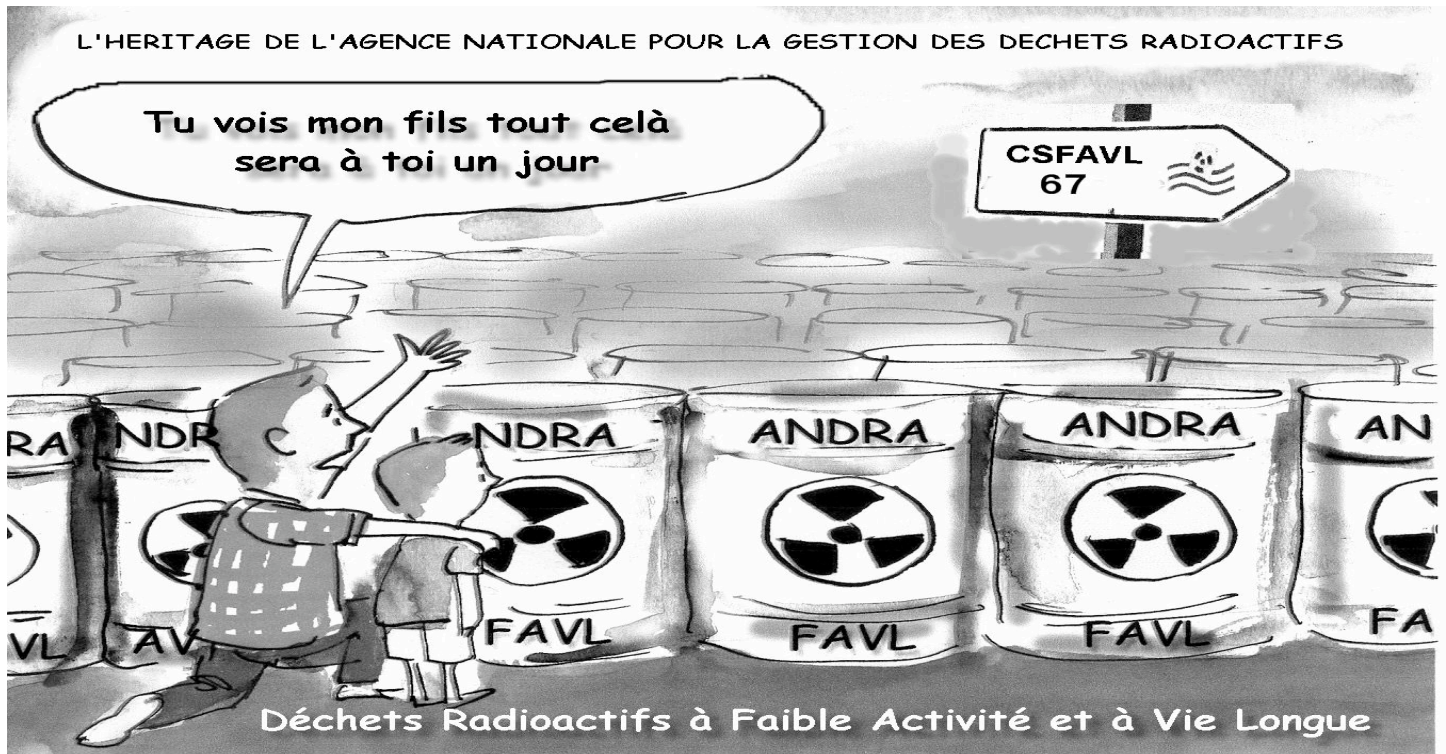 L'HERITAGE DE L'AGENCE NATIONALE POUR LA GESTION DES DECHETS RADIOACTIFS
Tu vois mon fils tout celà
sera à toi un jour
CSFAVL
67
RA NDR NDRA ANDRA ANDRA AN
VL AV FAVL FAVL FAVL FA
Déchets Radioactifs à Faible Activité et à Vie Longue